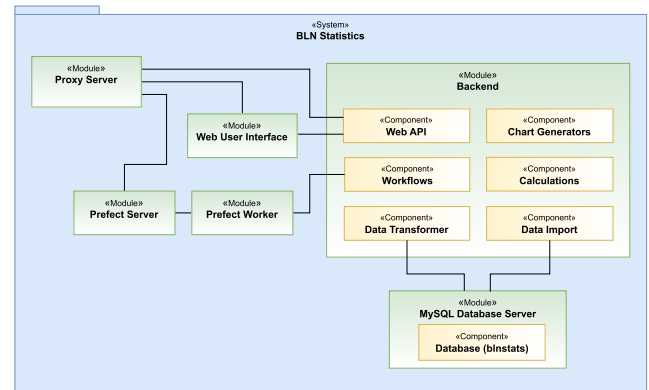 «System»
BLN Statistics
«Module»
Proxy Server
«Module»
Backend
«Component»
Web API
«Component»
Chart Generators
«Module»
Web User Interface
«Component»
Workflows
«Component»
Calculations
«Module»
Prefect Server
«Module»
Prefect Worker
«Component»
Data Transformer
«Component»
Data Import
«Module»
MySQL Database Server
«Component»
Database (blnstats)